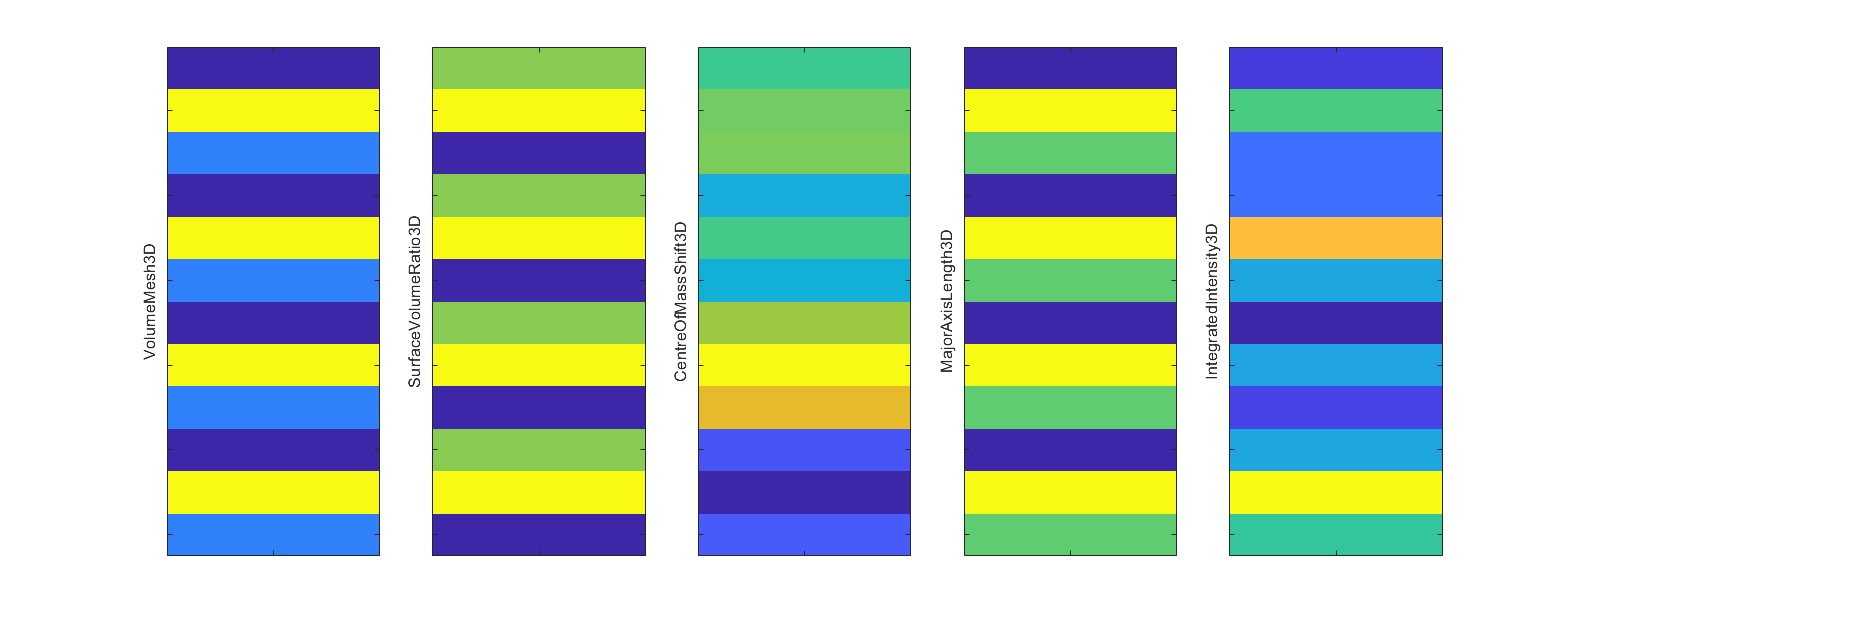 VolumeMesh3D
SurfaceVolumeRatio3D
CentreOfMassShift3D
MajorAxisLength3D
IntegratedIntensity3D